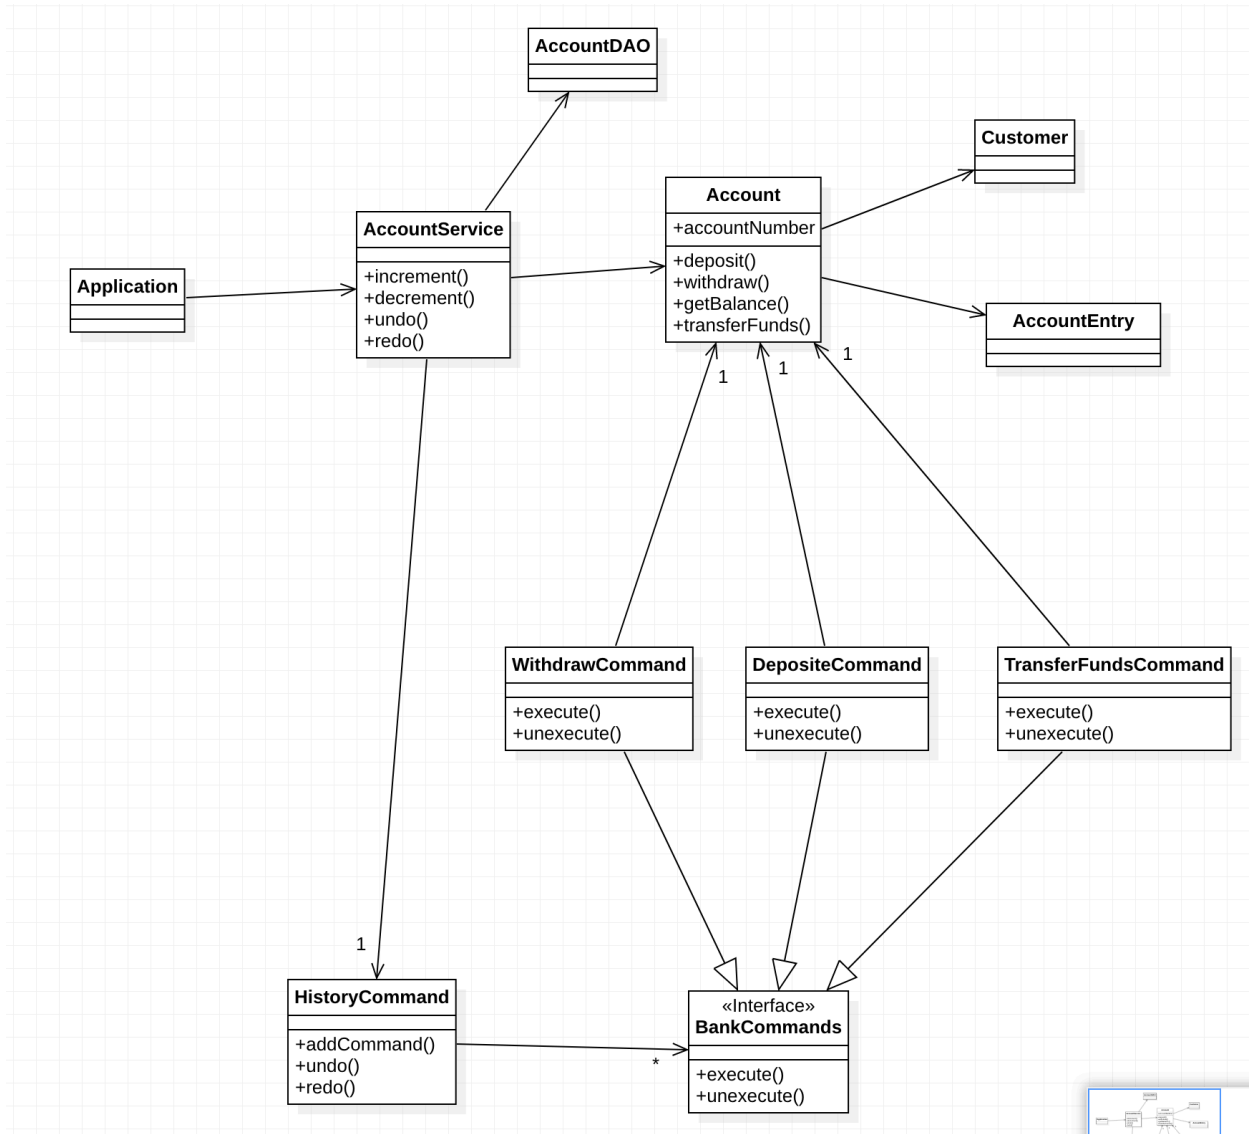 AccountDAO
Customer
Account
+accountNumber
+deposit()
+withdraw()
+getBalance()
+transferFunds()
AccountService
+increment()
+decrement()
+undo()
+redo()
Application
AccountEntry
1
1
1
WithdrawCommand
+execute()
+unexecute()
DepositeCommand
+execute()
+unexecute()
TransferFundsCommand
+execute()
+unexecute()
1
HistoryCommand
+addCommand()
+undo()
+redo()
*
«Interface»
BankCommands
+execute()
+unexecute()